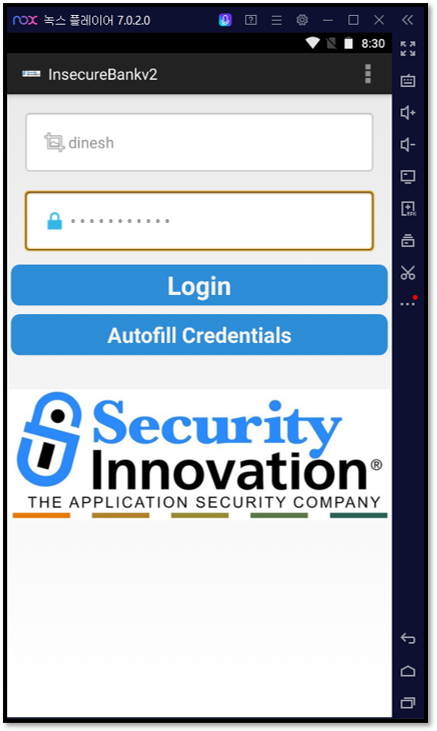 nox 녹스 플레이어 7.0.2.0
8:30
InsecureBankv2
dinesh
•••••••••••
Login
Autofill Credentials
Security
Innovation®
THE APPLICATION SECURITY COMPANY